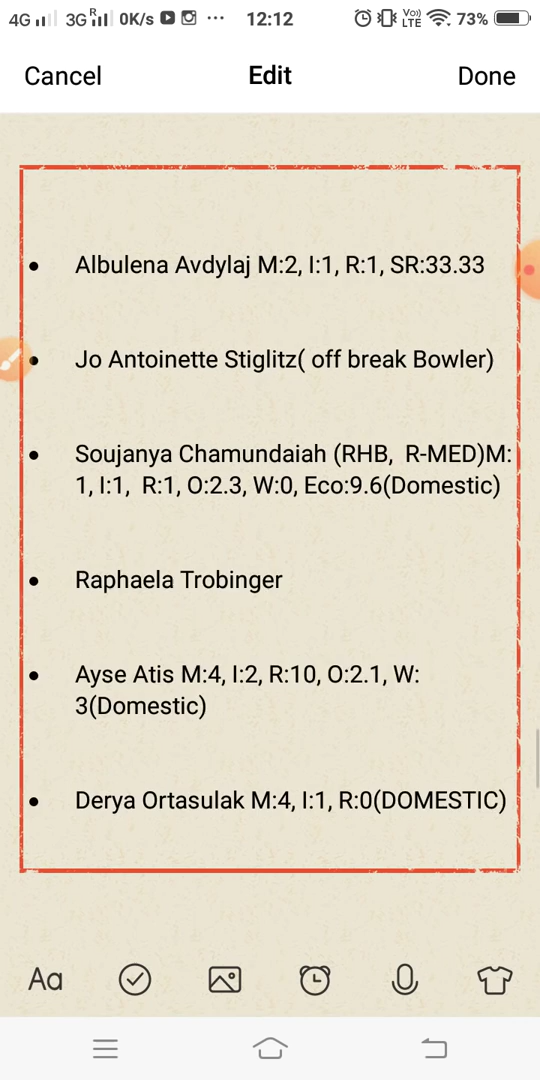 4G 3G R 0K/s ··· 12:12 Vo)) LTE 73%
Cancel Edit Done
• Albulena Avdylaj M:2, I:1, R:1, SR:33.33
• Jo Antoinette Stiglitz( off break Bowler)
• Soujanya Chamundaiah (RHB,  R-MED)M:
1, I:1,  R:1, O:2.3, W:0, Eco:9.6(Domestic)
• Raphaela Trobinger
• Ayse Atis M:4, I:2, R:10, O:2.1, W:
3(Domestic)
• Derya Ortasulak M:4, I:1, R:0(DOMESTIC)
Aa